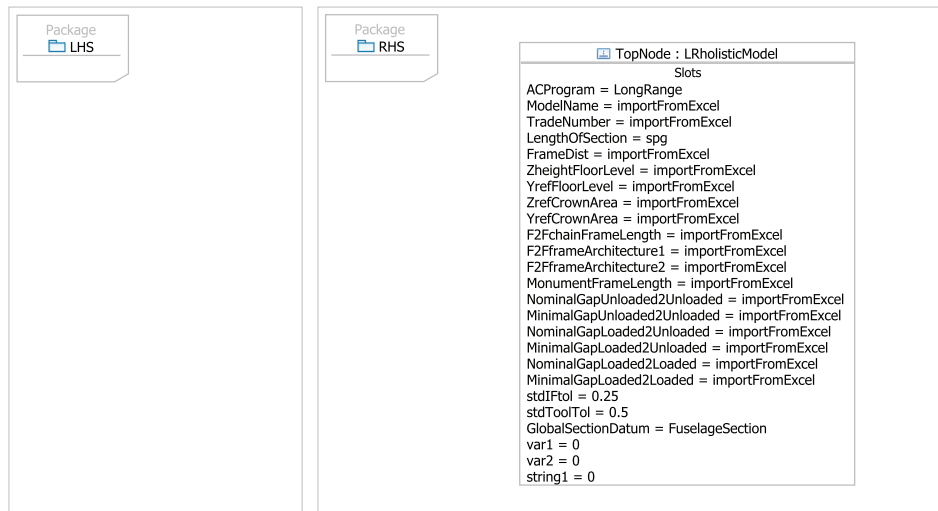 Package
LHS
Package
RHS
TopNode : LRholisticModel
Slots
ACProgram = LongRange
ModelName = importFromExcel
TradeNumber = importFromExcel
LengthOfSection = spg
FrameDist = importFromExcel
ZheightFloorLevel = importFromExcel
YrefFloorLevel = importFromExcel
ZrefCrownArea = importFromExcel
YrefCrownArea = importFromExcel
F2FchainFrameLength = importFromExcel
F2FframeArchitecture1 = importFromExcel
F2FframeArchitecture2 = importFromExcel
MonumentFrameLength = importFromExcel
NominalGapUnloaded2Unloaded = importFromExcel
MinimalGapUnloaded2Unloaded = importFromExcel
NominalGapLoaded2Unloaded = importFromExcel
MinimalGapLoaded2Unloaded = importFromExcel
NominalGapLoaded2Loaded = importFromExcel
MinimalGapLoaded2Loaded = importFromExcel
stdIFtol = 0.25
stdToolTol = 0.5
GlobalSectionDatum = FuselageSection
var1 = 0
var2 = 0
string1 = 0